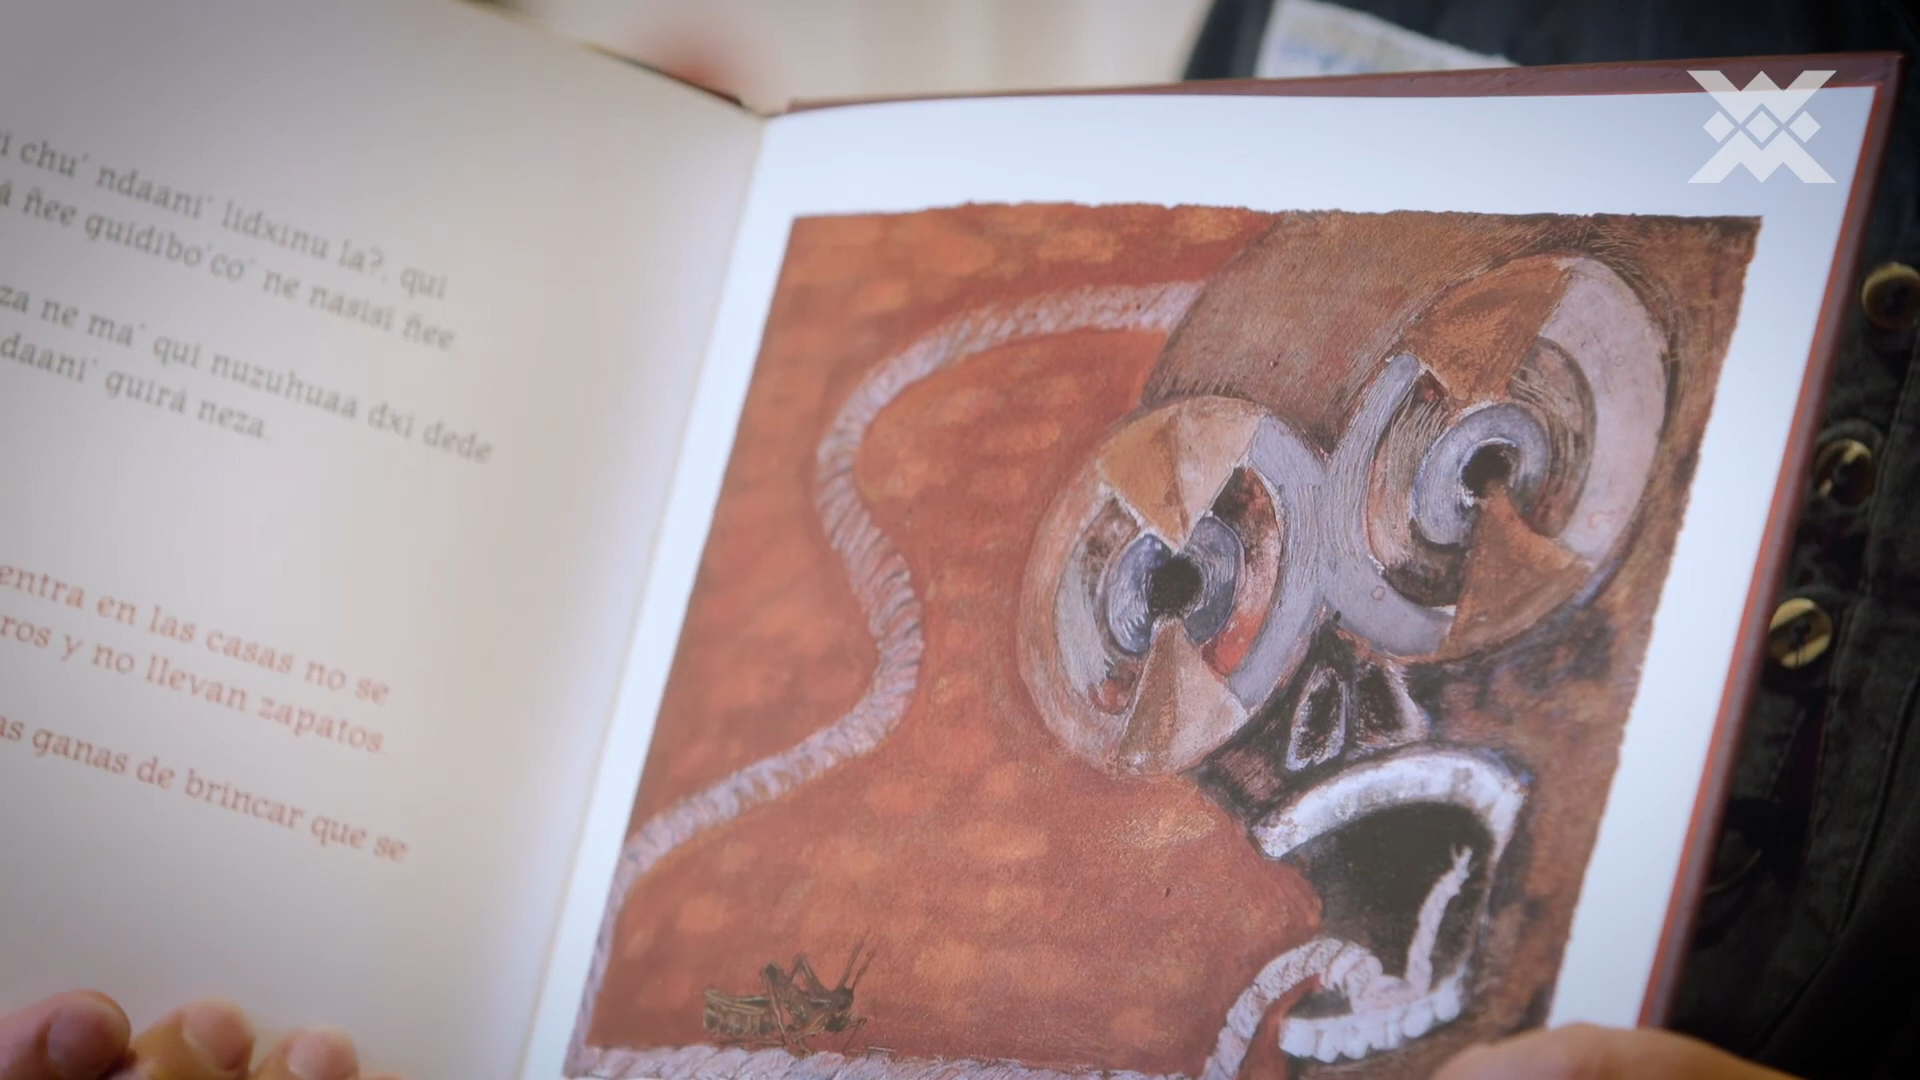 chu' ndaani' lidxinu la?, qui
ñee guidibo'co' ne nasisi ñee
za ne ma' qui nuzuhuaa dxi dede
daani' guirá neza.
entra en las casas no se
ros y no llevan zapatos
as ganas de brincar que se